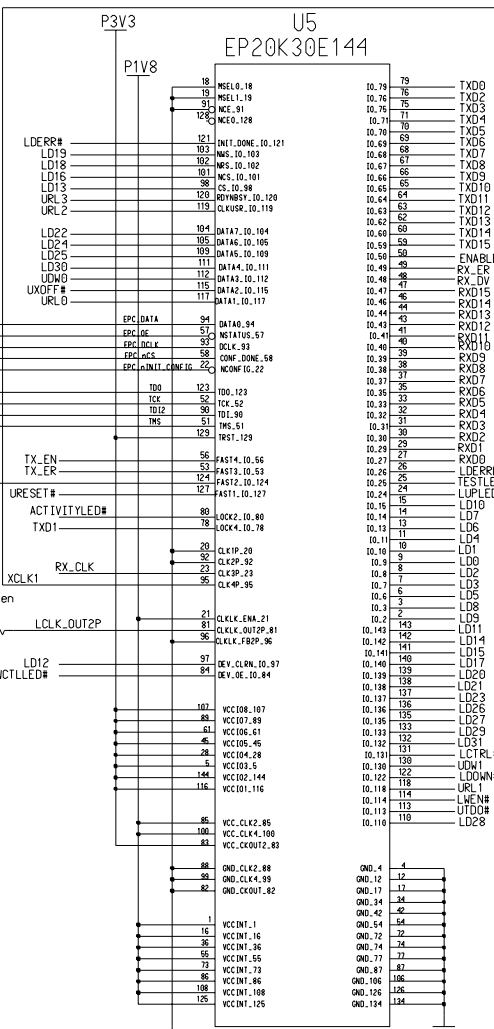 P3V3
U5
EP20K30E144
P1V8
18 MSEL0_18 IO_79 79 TXD0
19 MSEL1_19 IO_76 76 TXD2
91 NCE_91 IO_75 75 TXD3
128 NCEO_128 IO_71 71 TXD4
IO_70 70 TXD5
LDERR# 121 INIT_DONE_IO_121 IO_69 69 TXD6
LD19 103 NWS_IO_103 IO_68 68 TXD7
LD18 102 NRS_IO_102 IO_67 67 TXD8
LD16 101 NCS_IO_101 IO_66 66 TXD9
LD13 98 CS_IO_98 IO_65 65 TXD10
URL3 120 RDYNBSY_IO_120 IO_64 64 TXD11
URL2 119 CLKUSR_IO_119 IO_63 63 TXD12
IO_62 62 TXD13
LD22 104 DATA7_IO_104 IO_60 60 TXD14
LD24 105 DATA6_IO_105 IO_59 59 TXD15
LD25 109 DATA5_IO_109 IO_50 50 ENABLE
LD30 111 DATA4_IO_111 IO_49 49 RX_ER
UDW0 112 DATA3_IO_112 IO_48 48 RX_DV
UXOFF# 115 DATA2_IO_115 IO_47 47 RXD15
URL0 117 DATA1_IO_117 IO_46 46 RXD14
IO_44 44 RXD13
EPC_DATA 94 DATA0_94 IO_43 43 RXD12
EPC_OE 57 NSTATUS_57 IO_41 41 RXD11
EPC_DCLK 93 DCLK_93 IO_40 40 RXD10
EPC_nCS 58 CONF_DONE_58 IO_39 39 RXD9
EPC_nINIT_CONFIG 22 NCONFIG_22 IO_38 38 RXD8
IO_37 37 RXD7
TDO 123 TDO_123 IO_35 35 RXD6
TCK 52 TCK_52 IO_33 33 RXD5
TDI2 90 TDI_90 IO_32 32 RXD4
TMS 51 TMS_51 IO_31 31 RXD3
129 TRST_129 IO_30 30 RXD2
IO_29 29 RXD1
TX_EN 56 FAST4_IO_56 IO_27 27 RXD0
TX_ER 53 FAST3_IO_53 IO_26 26 LDERR
124 FAST2_IO_124 IO_25 25 TESTLE
URESET# 127 FAST1_IO_127 IO_24 24 LUPLED
IO_15 15 LD10
ACTIVITYLED# 80 LOCK2_IO_80 IO_14 14 LD7
TXD1 78 LOCK4_IO_78 IO_13 13 LD6
IO_11 11 LD4
20 CLK1P_20 IO_10 10 LD1
92 CLK2P_92 IO_9 9 LD0
RX_CLK 23 CLK3P_23 IO_8 8 LD2
XCLK1 95 CLK4P_95 IO_7 7 LD3
IO_6 6 LD5
en IO_3 3 LD8
21 CLKLK_ENA_21 IO_2 2 LD9
LCLK_OUT2P 81 CLKLK_OUT2P_81 IO_143 143 LD11
96 CLKLK_FB2P_96 IO_142 142 LD14
IO_141 141 LD15
LD12 97 DEV_CLRN_IO_97 IO_140 140 LD17
WCTLLED# 84 DEV_OE_IO_84 IO_139 139 LD20
IO_138 138 LD21
IO_137 137 LD23
107 VCCIO8_107 IO_136 136 LD26
89 VCCIO7_89 IO_135 135 LD27
61 VCCIO6_61 IO_133 133 LD29
45 VCCIO5_45 IO_132 132 LD31
28 VCCIO4_28 IO_131 131 LCTRL
5 VCCIO3_5 IO_130 130 UDW1
144 VCCIO2_144 IO_122 122 LDOWN#
116 VCCIO1_116 IO_118 118 URL1
IO_114 114 LWEN#
IO_113 113 UTDO#
85 VCC_CLK2_85 IO_110 110 LD28
100 VCC_CLK4_100
83 VCC_CKOUT2_83
88 GND_CLK2_88 GND_4 4
99 GND_CLK4_99 GND_12 12
82 GND_CKOUT_82 GND_17 17
GND_34 34
GND_42 42
1 VCCINT_1 GND_54 54
16 VCCINT_16 GND_72 72
36 VCCINT_36 GND_74 74
55 VCCINT_55 GND_77 77
73 VCCINT_73 GND_87 87
86 VCCINT_86 GND_106 106
108 VCCINT_108 GND_126 126
125 VCCINT_125 GND_134 134